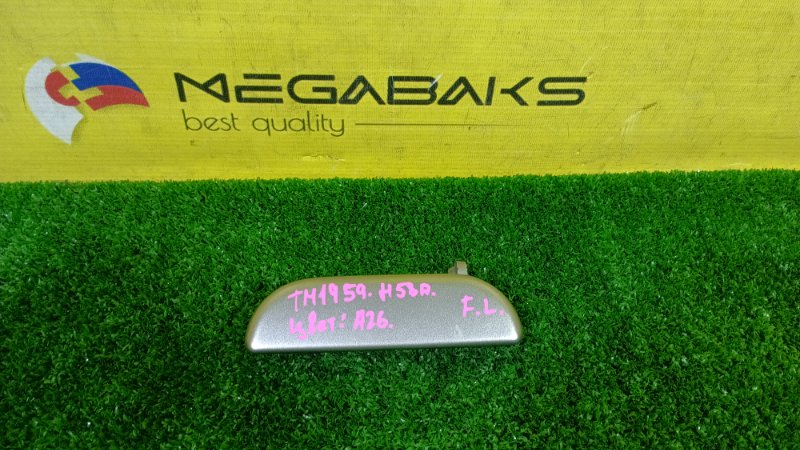 MEGABAKS
best quality
TH1959. H58A. F.L.
Цвет: A26.